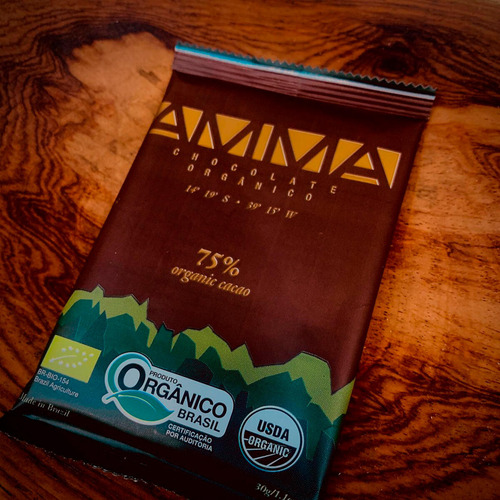 AMMA
CHOCOLATE
ORGÂNICO
14° 19' S • 39° 15' W
75%
organic cacao
BR-BIO-154
Brazil Agriculture
PRODUTO
ORGÂNICO
BRASIL
CERTIFICAÇÃO
POR AUDITORIA
USDA
ORGANIC
Made in Brazil